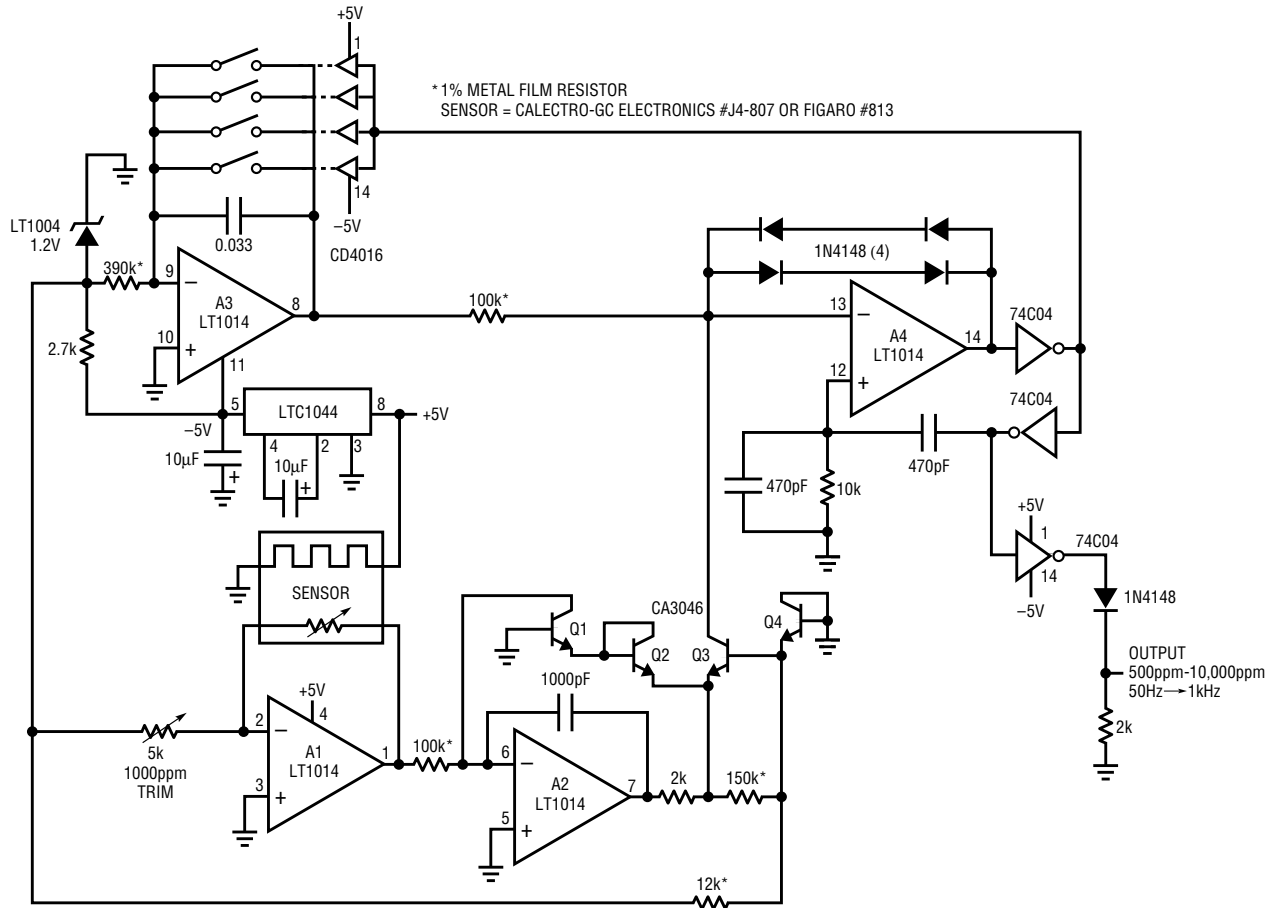 +5V
1
* 1% METAL FILM RESISTOR
SENSOR = CALECTRO-GC ELECTRONICS #J4-807 OR FIGARO #813
14
–5V
CD4016
LT1004
1.2V
0.033
390k*
9
–
A3
LT1014
8
10
+
11
2.7k
100k*
1N4148 (4)
13
–
A4
LT1014
14
12
+
74C04
74C04
470pF
470pF
10k
5
LTC1044
8
+5V
–5V
4
2
3
10µF
+
10µF
+
SENSOR
+5V
1
74C04
14
–5V
1N4148
OUTPUT
500ppm-10,000ppm
50Hz→1kHz
2k
CA3046
Q1
Q2
Q3
Q4
1000pF
5k
1000ppm
TRIM
+5V
4
2
–
A1
LT1014
1
3
+
100k*
6
–
A2
LT1014
7
5
+
2k
150k*
12k*